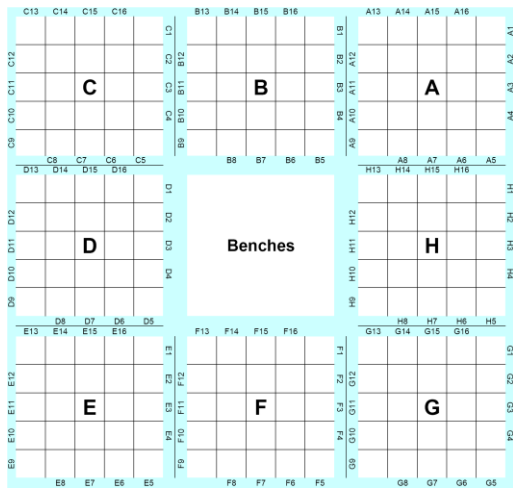 C13 C14 C15 C16 B13 B14 B15 B16 A13 A14 A15 A16
C1 B1 A1
C12 C2 B12 B2 A12 A2
C11 C C3 B11 B B3 A11 A A3
C10 C4 B10 B4 A10 A4
C9 B9 A9
C8 C7 C6 C5 B8 B7 B6 B5 A8 A7 A6 A5
D13 D14 D15 D16 H13 H14 H15 H16
D1 H1
D12 D2 H12 H2
D11 D D3 Benches H11 H H3
D10 D4 H10 H4
D9 H9
D8 D7 D6 D5 H8 H7 H6 H5
E13 E14 E15 E16 F13 F14 F15 F16 G13 G14 G15 G16
E1 F1 G1
E12 E2 F12 F2 G12 G2
E11 E E3 F11 F F3 G11 G G3
E10 E4 F10 F4 G10 G4
E9 F9 G9
E8 E7 E6 E5 F8 F7 F6 F5 G8 G7 G6 G5